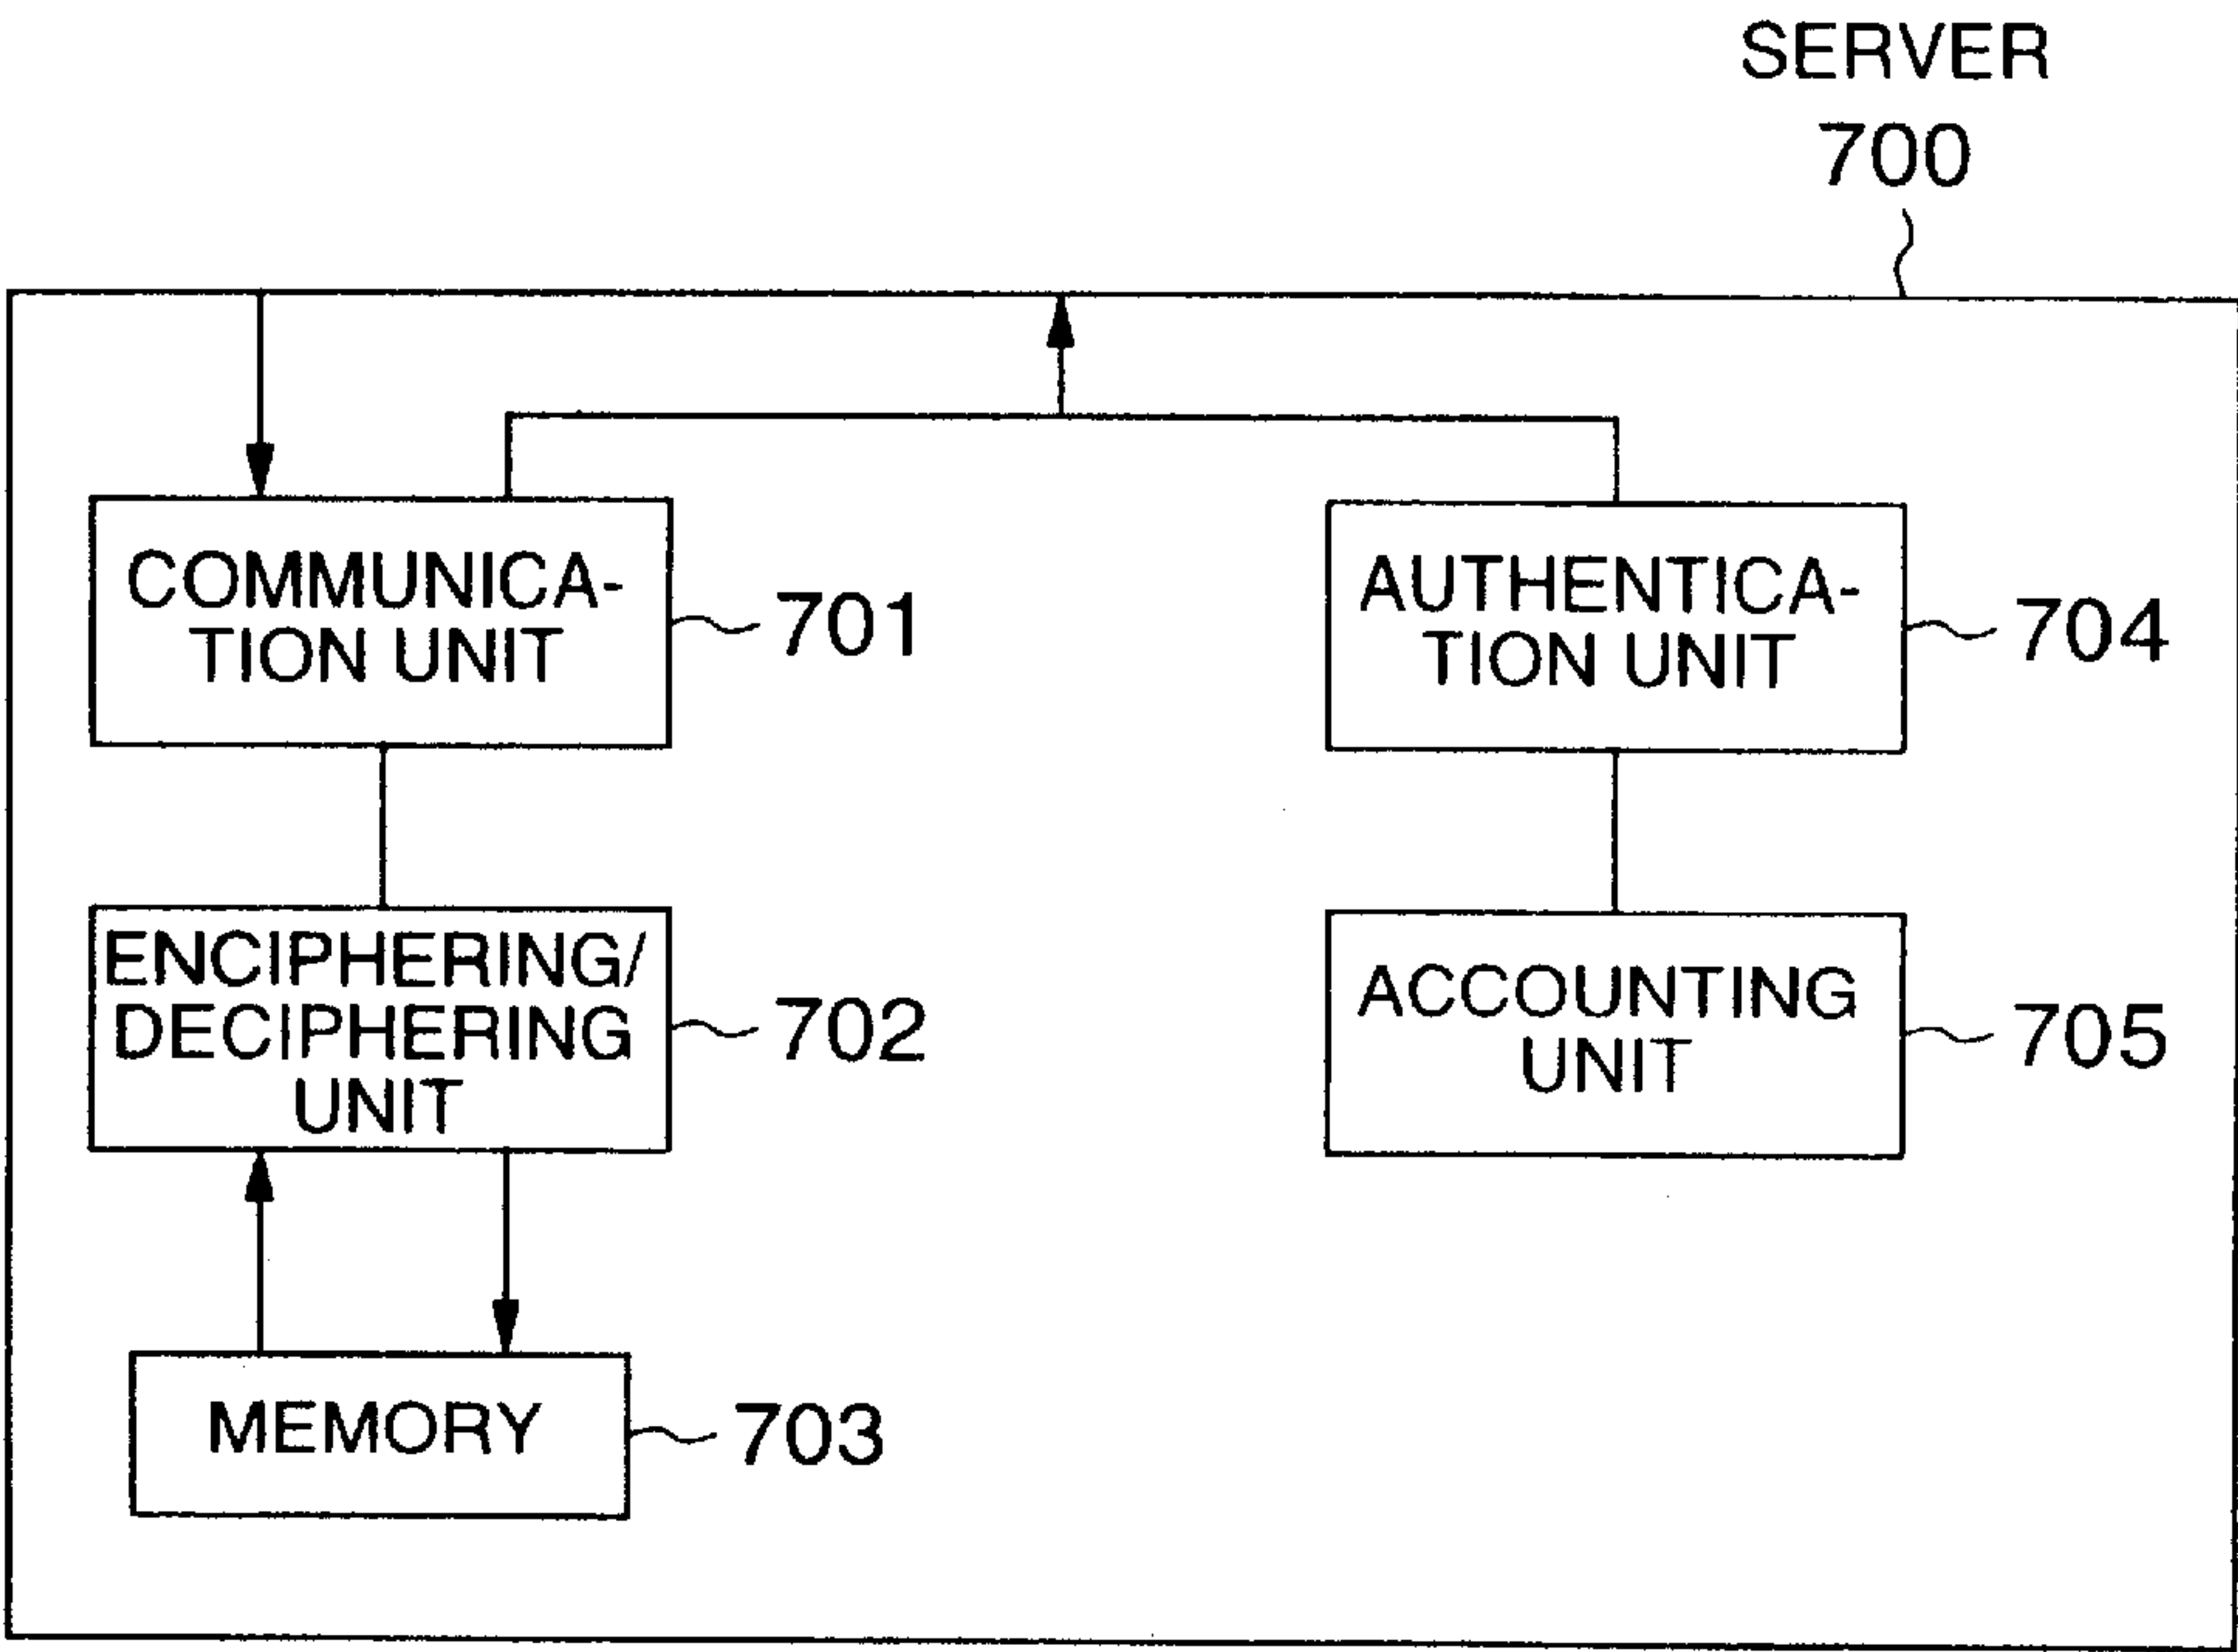 SERVER
700
COMMUNICA-
TION UNIT
701
AUTHENTICA-
TION UNIT
704
ENCIPHERING/
DECIPHERING
UNIT
702
ACCOUNTING
UNIT
705
MEMORY
703